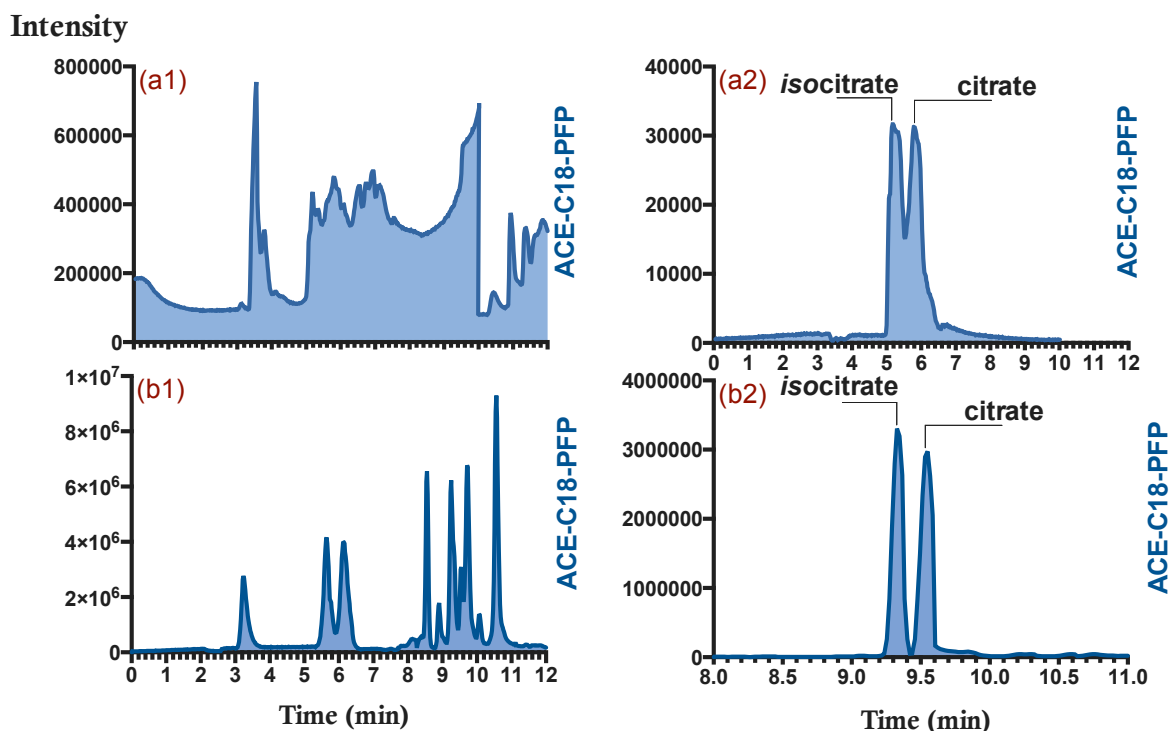 Intensity
(a1)
800000
600000
400000
200000
0
ACE-C18-PFP
(a2)
isocitrate
citrate
40000
30000
20000
10000
0
0 1 2 3 4 5 6 7 8 9 10 11 12
ACE-C18-PFP
(b1)
1×10⁷
8×10⁶
6×10⁶
4×10⁶
2×10⁶
0
0 1 2 3 4 5 6 7 8 9 10 11 12
Time (min)
ACE-C18-PFP
(b2)
isocitrate
citrate
4000000
3000000
2000000
1000000
0
8.0 9.0 9.5 10.0 10.5 11.0
Time (min)
ACE-C18-PFP